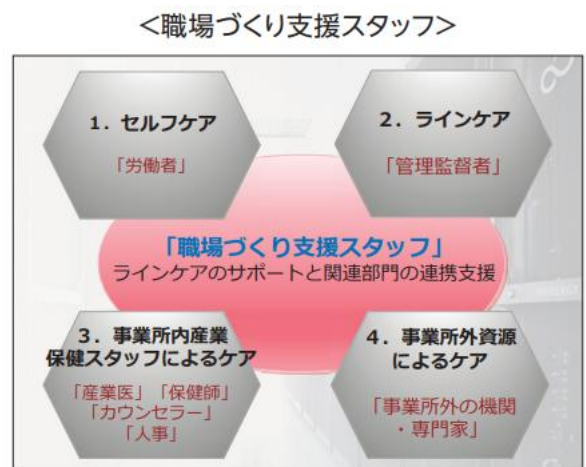 <職場づくり支援スタッフ>
1．セルフケア
「労働者」
2．ラインケア
「管理監督者」
「職場づくり支援スタッフ」
ラインケアのサポートと関連部門の連携支援
3．事業所内産業
保健スタッフによるケア
「産業医」「保健師」
「カウンセラー」
「人事」
4．事業所外資源
によるケア
「事業所外の機関
・専門家」